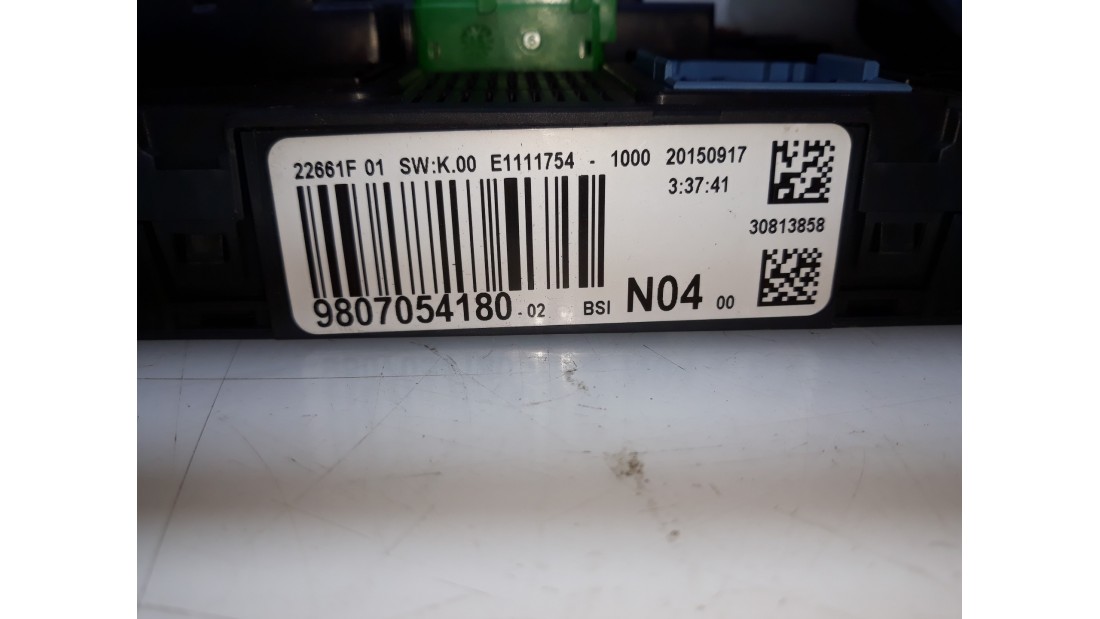 22661F 01 SW:K.00 E1111754 - 1000 20150917
3:37:41
30813858
9807054180 - 02 BSI N04 00